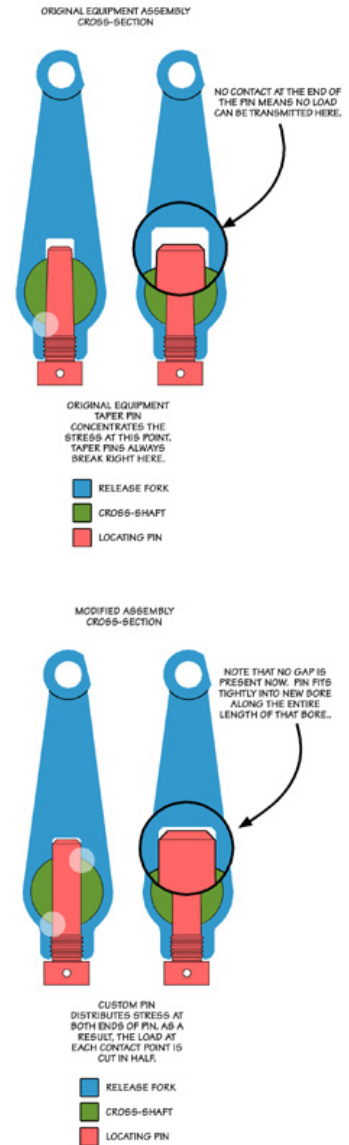 ORIGINAL EQUIPMENT ASSEMBLY
CROSS-SECTION
NO CONTACT AT THE END OF
THE PIN MEANS NO LOAD
CAN BE TRANSMITTED HERE.
ORIGINAL EQUIPMENT
TAPER PIN
CONCENTRATES THE
STRESS AT THIS POINT.
TAPER PINS ALWAYS
BREAK RIGHT HERE.
RELEASE FORK
CROSS-SHAFT
LOCATING PIN
MODIFIED ASSEMBLY
CROSS-SECTION
NOTE THAT NO GAP IS
PRESENT NOW. PIN FITS
TIGHTLY INTO NEW BORE
ALONG THE ENTIRE
LENGTH OF THAT BORE..
CUSTOM PIN
DISTRIBUTES STRESS AT
BOTH ENDS OF PIN. AS A
RESULT, THE LOAD AT
EACH CONTACT POINT IS
CUT IN HALF.
RELEASE FORK
CROSS-SHAFT
LOCATING PIN